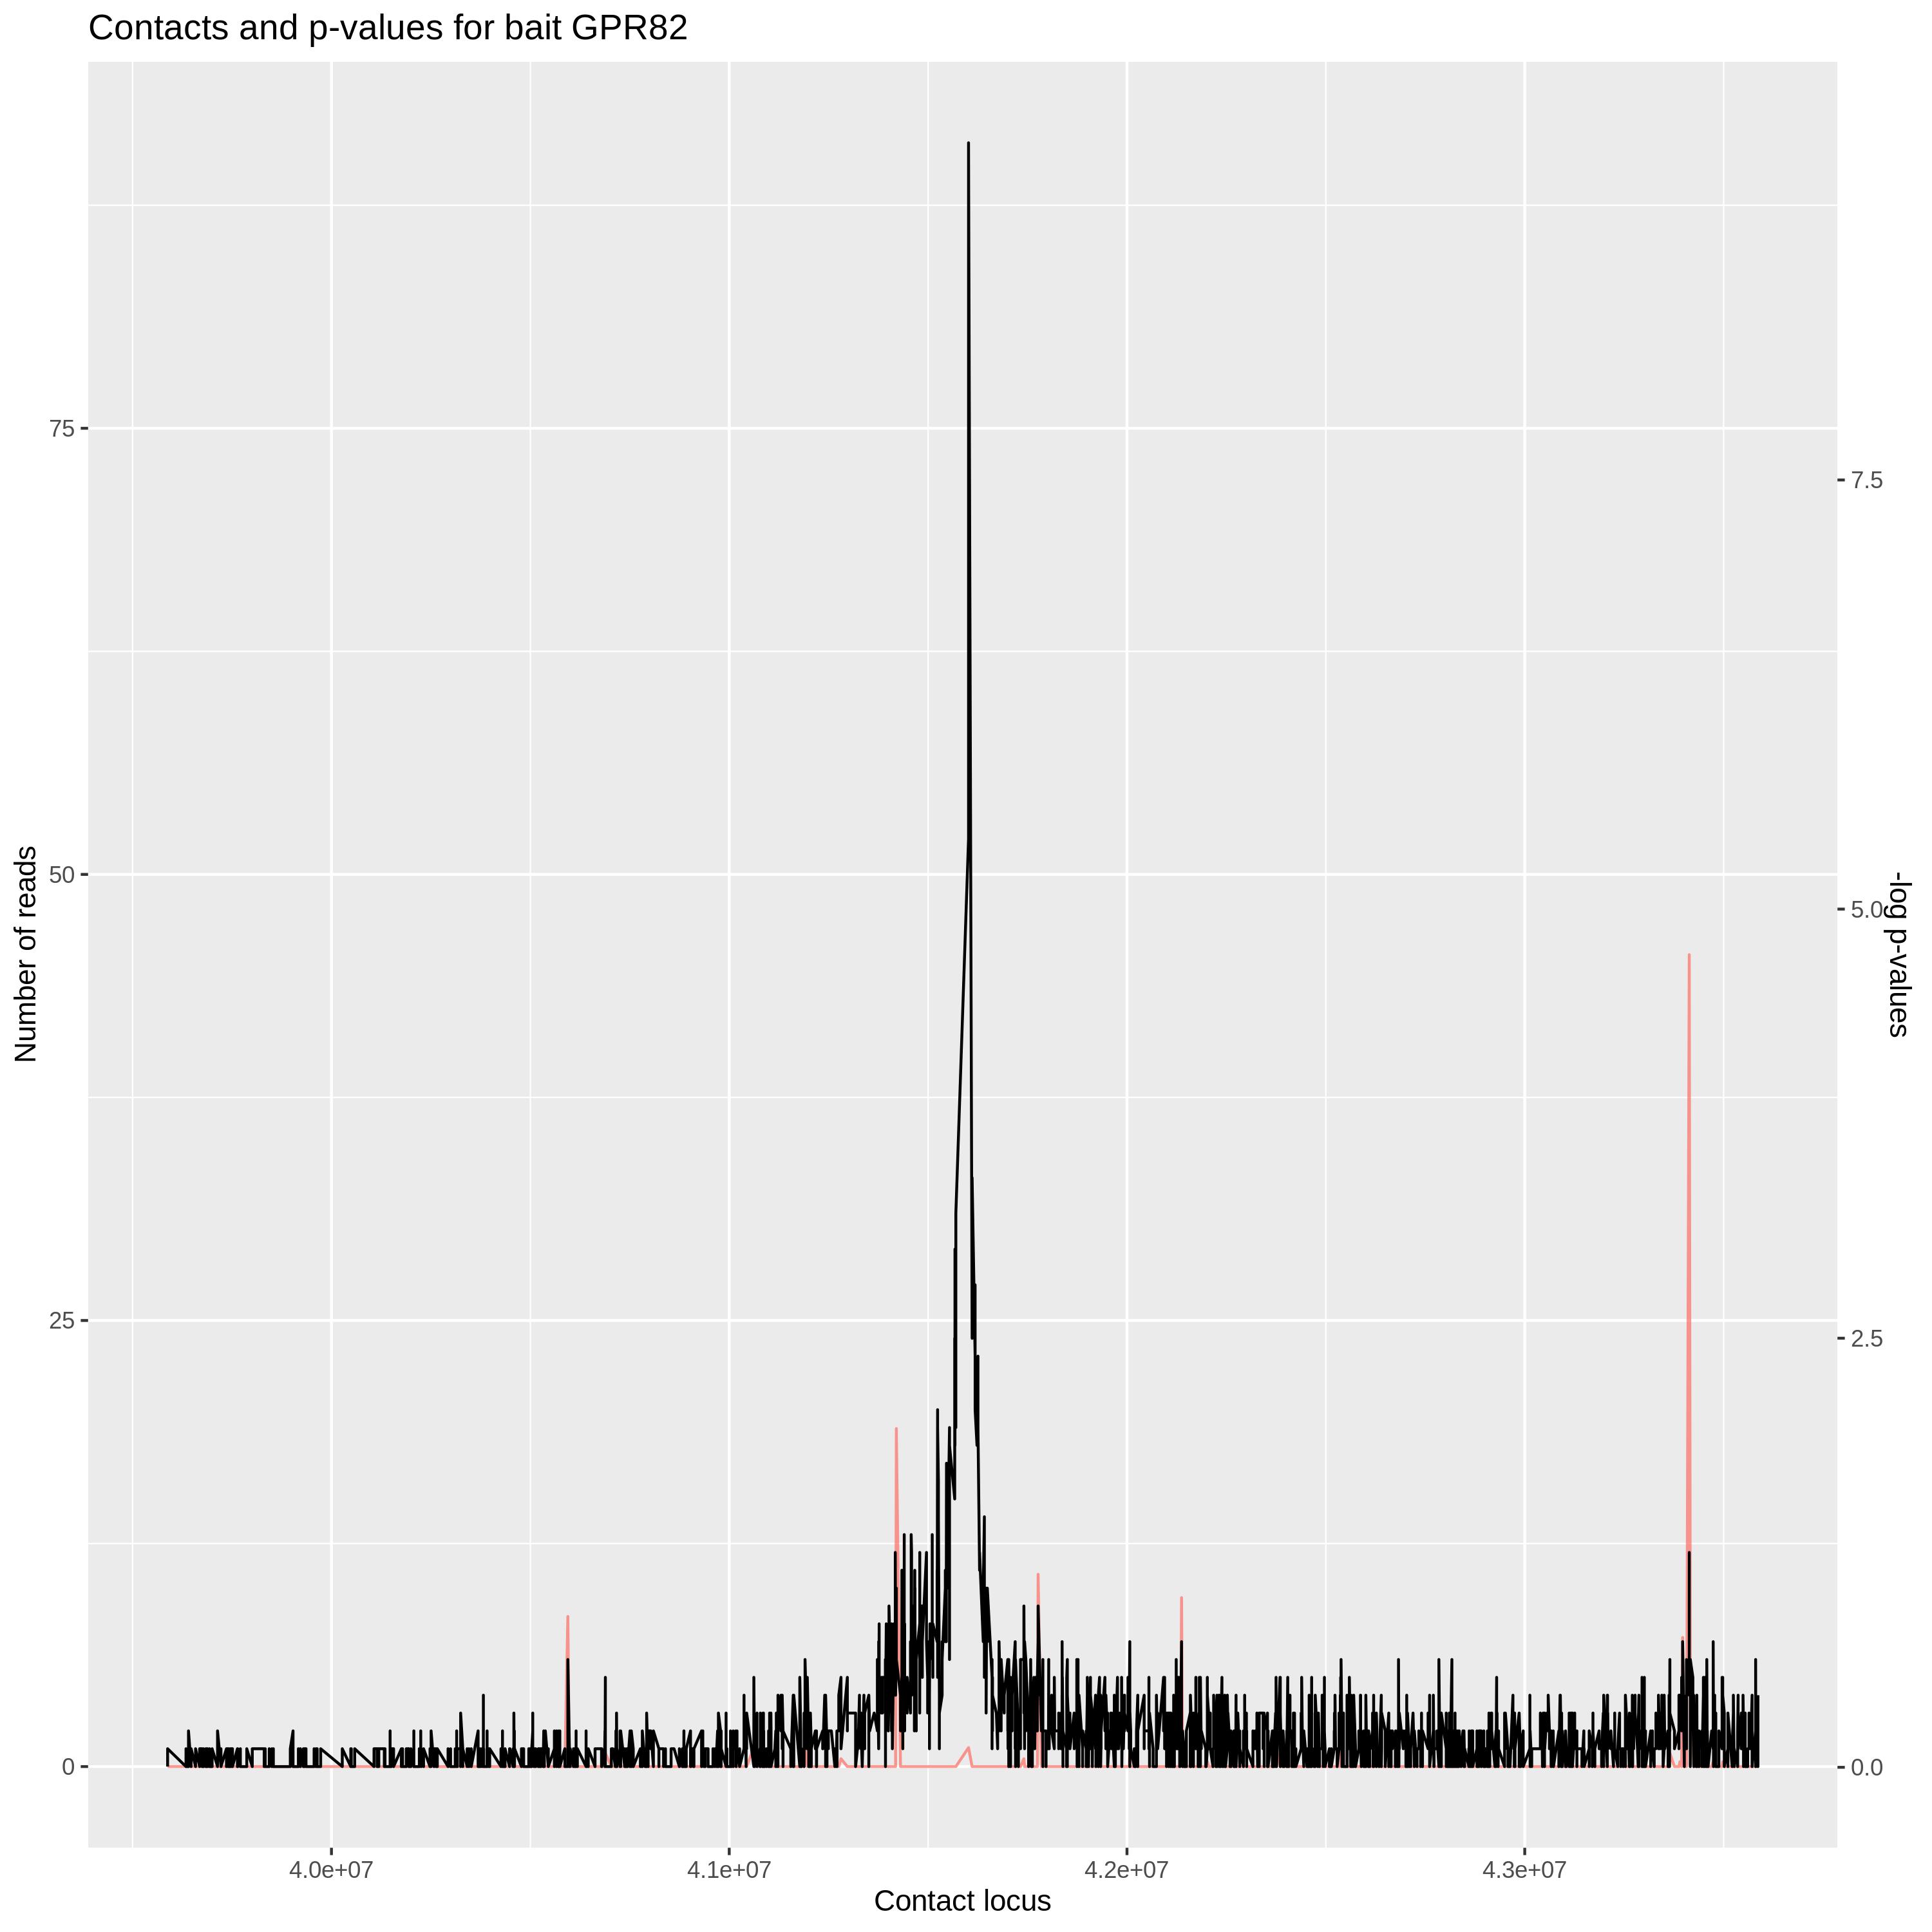 Contacts and p-values for bait GPR82
75
50
25
0
Number of reads
7.5
5.0
2.5
0.0
-log p-values
4.0e+07 4.1e+07 4.2e+07 4.3e+07
Contact locus